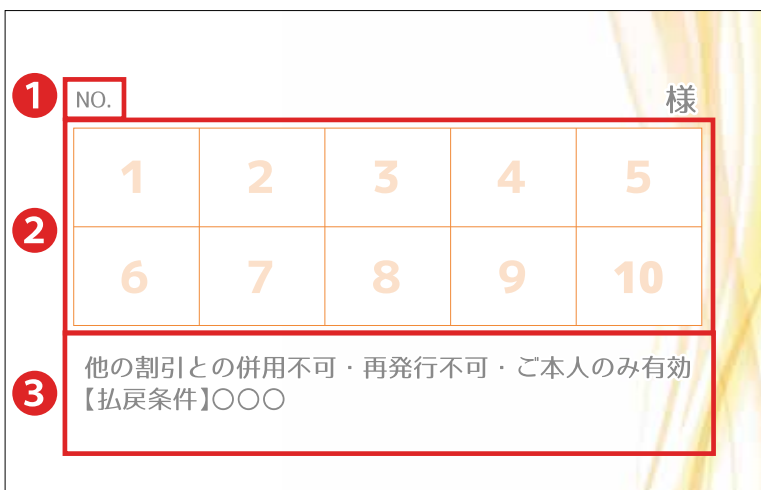 1 NO. 様
2
1 2 3 4 5
6 7 8 9 10
3
他の割引との併用不可・再発行不可・ご本人のみ有効
【払戻条件】〇〇〇